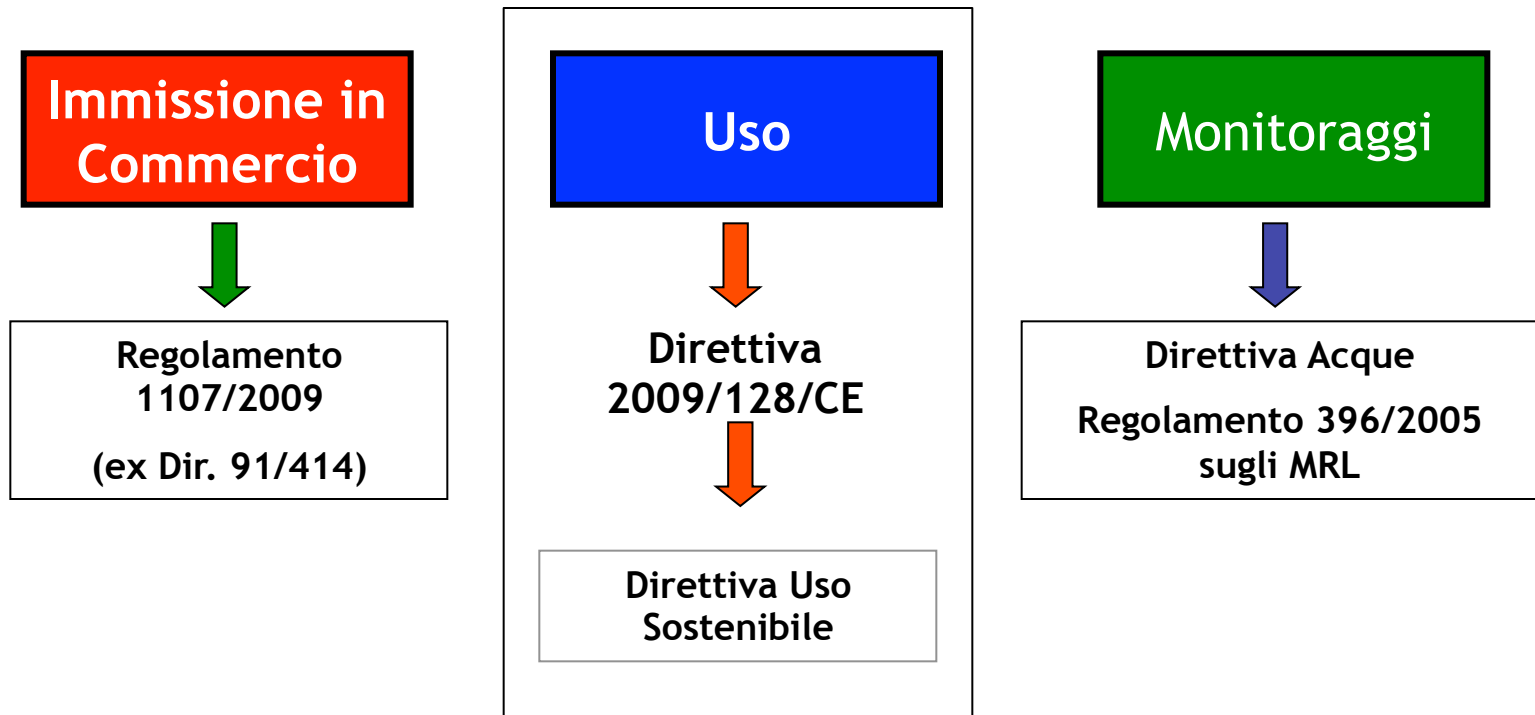 Immissione in
Commercio
Uso
Monitoraggi
Regolamento
1107/2009
(ex Dir. 91/414)
Direttiva
2009/128/CE
Direttiva Uso
Sostenibile
Direttiva Acque
Regolamento 396/2005
sugli MRL